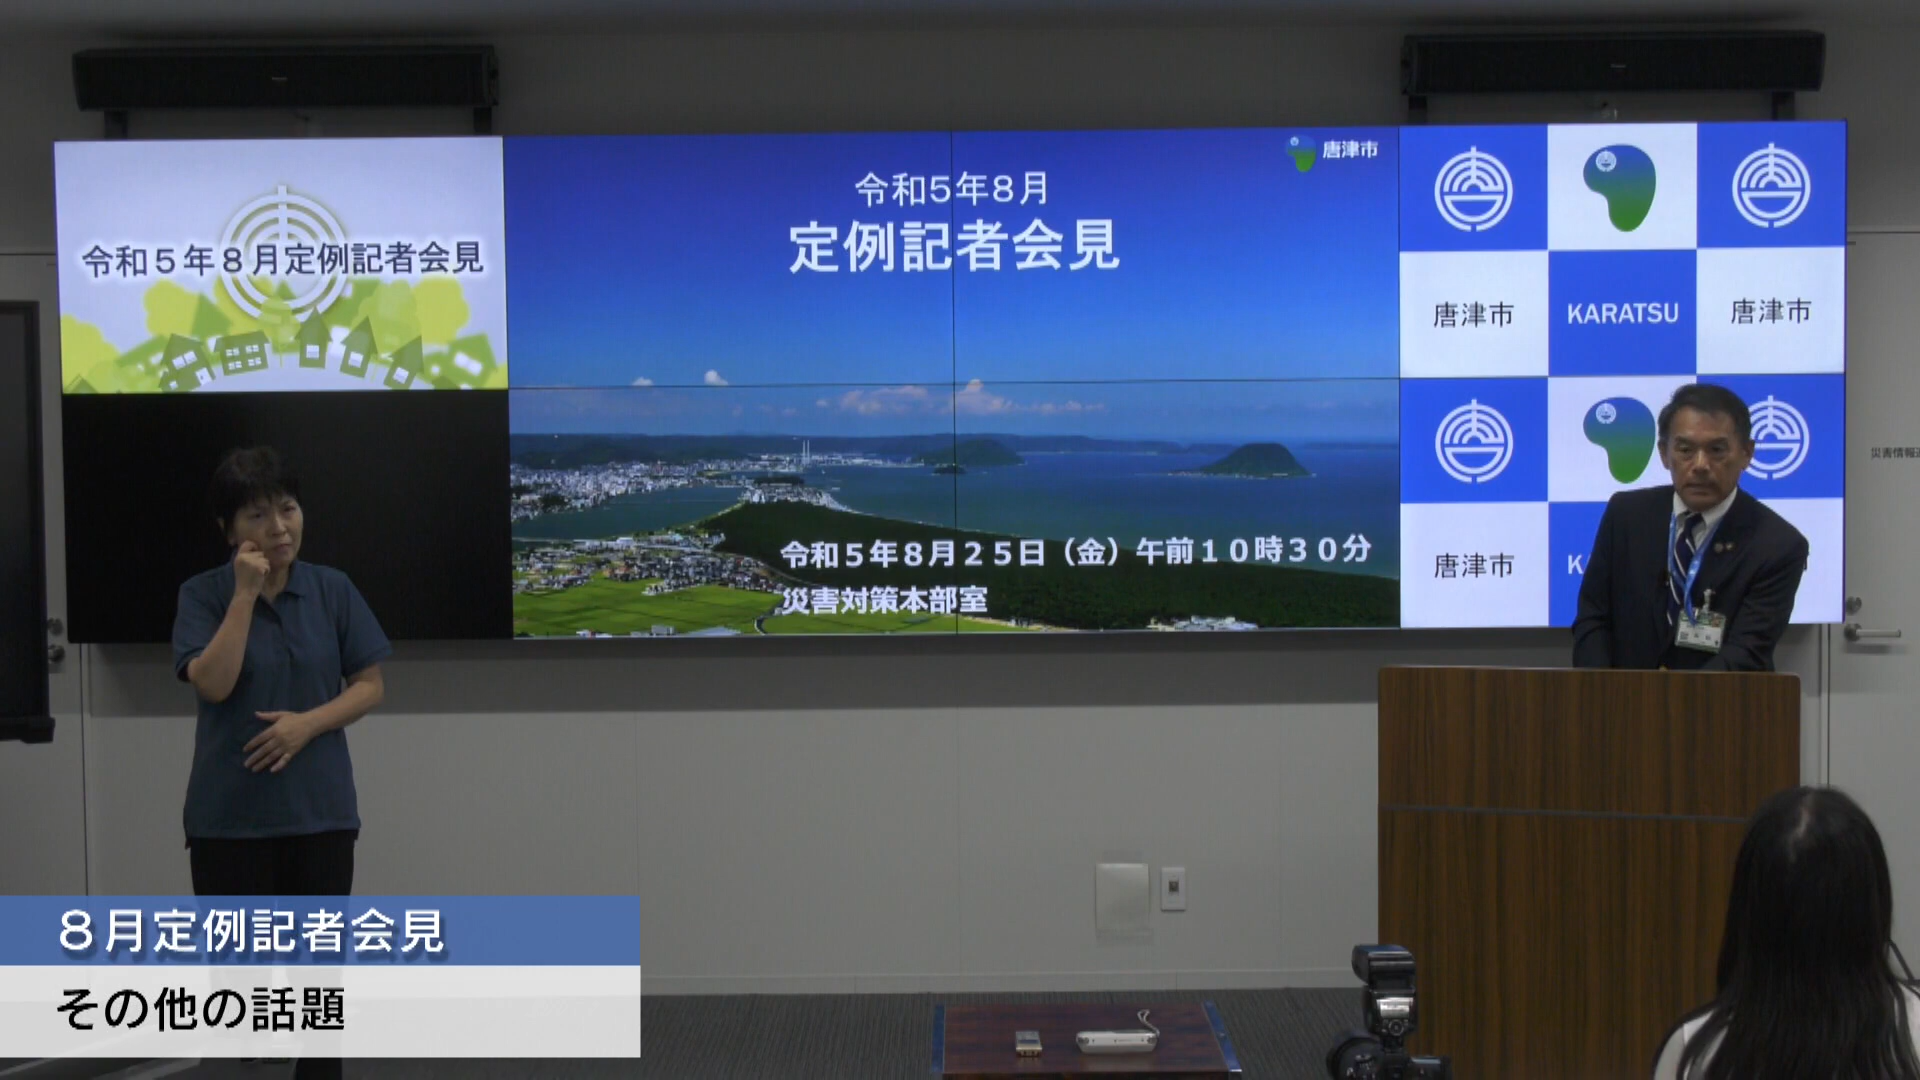 令和５年８月定例記者会見
唐津市
令和5年8月
定例記者会見
令和５年８月２５日（金）午前１０時３０分
災害対策本部室
唐津市
KARATSU
唐津市
唐津市
災害情報
８月定例記者会見
その他の話題